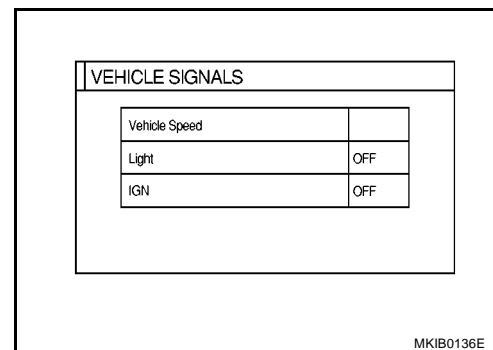 VEHICLE SIGNALS
Vehicle Speed
Light OFF
IGN OFF
MKIB0136E